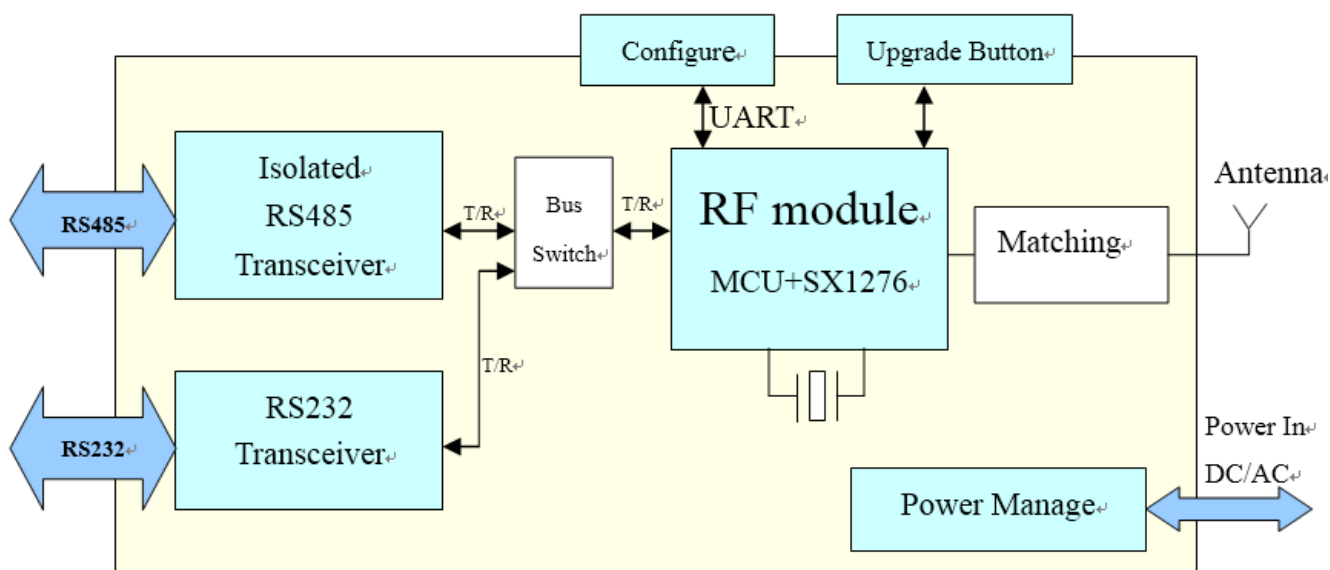 Configure
Upgrade Button
UART
Isolated
RS485
Transceiver
RS485
T/R
Bus
Switch
T/R
RF module
MCU+SX1276
Matching
Antenna
T/R
RS232
Transceiver
RS232
Power In
DC/AC
Power Manage